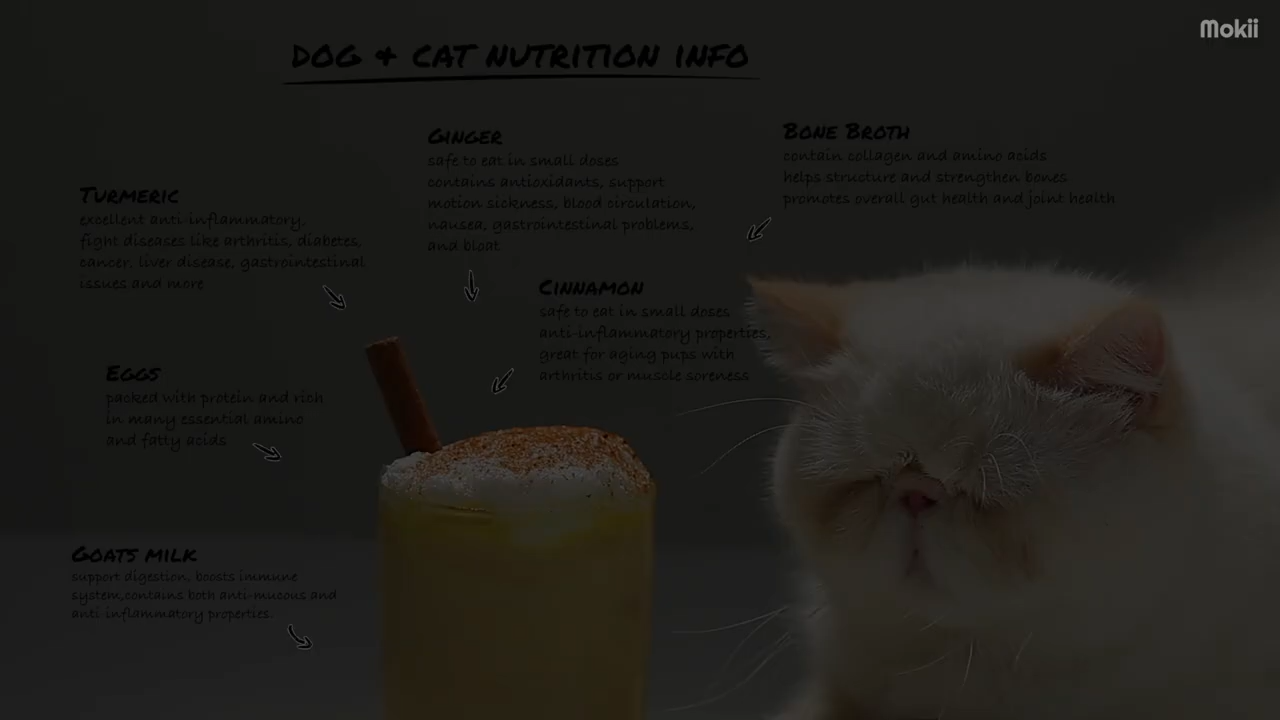 Mokii
DOG & CAT NUTRITION INFO
GINGER
safe to eat in small doses
contains antioxidants, support
motion sickness, blood circulation,
nausea, gastrointestinal problems,
and bloat
BONE BROTH
contain collagen and amino acids
helps structure and strengthen bones
promotes overall gut health and joint health
TURMERIC
excellent anti inflammatory.
fight diseases like arthritis, diabetes,
cancer, liver disease, gastrointestinal
issues and more
CINNAMON
safe to eat in small doses
anti-inflammatory properties,
great for aging pups with
arthritis or muscle soreness
EGGS
packed with protein and rich
in many essential amino
and fatty acids
GOATS MILK
support digestion, boosts immune
system,contains both anti-mucous and
anti-inflammatory properties.